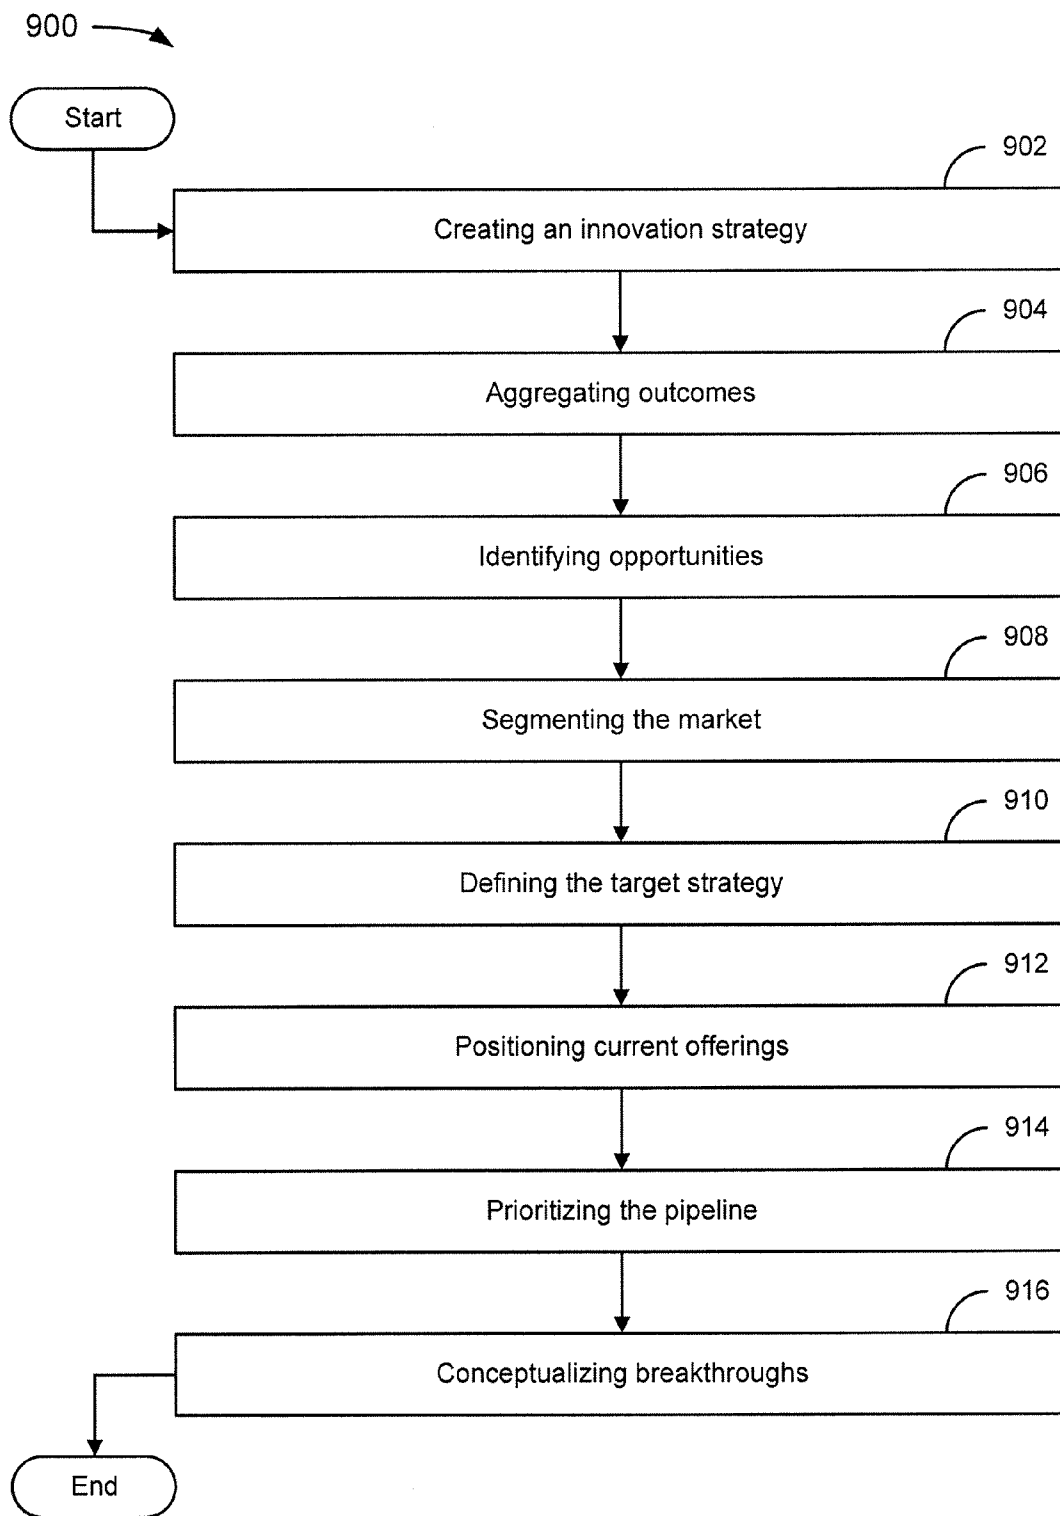 900
Start
902
Creating an innovation strategy
904
Aggregating outcomes
906
Identifying opportunities
908
Segmenting the market
910
Defining the target strategy
912
Positioning current offerings
914
Prioritizing the pipeline
916
Conceptualizing breakthroughs
End